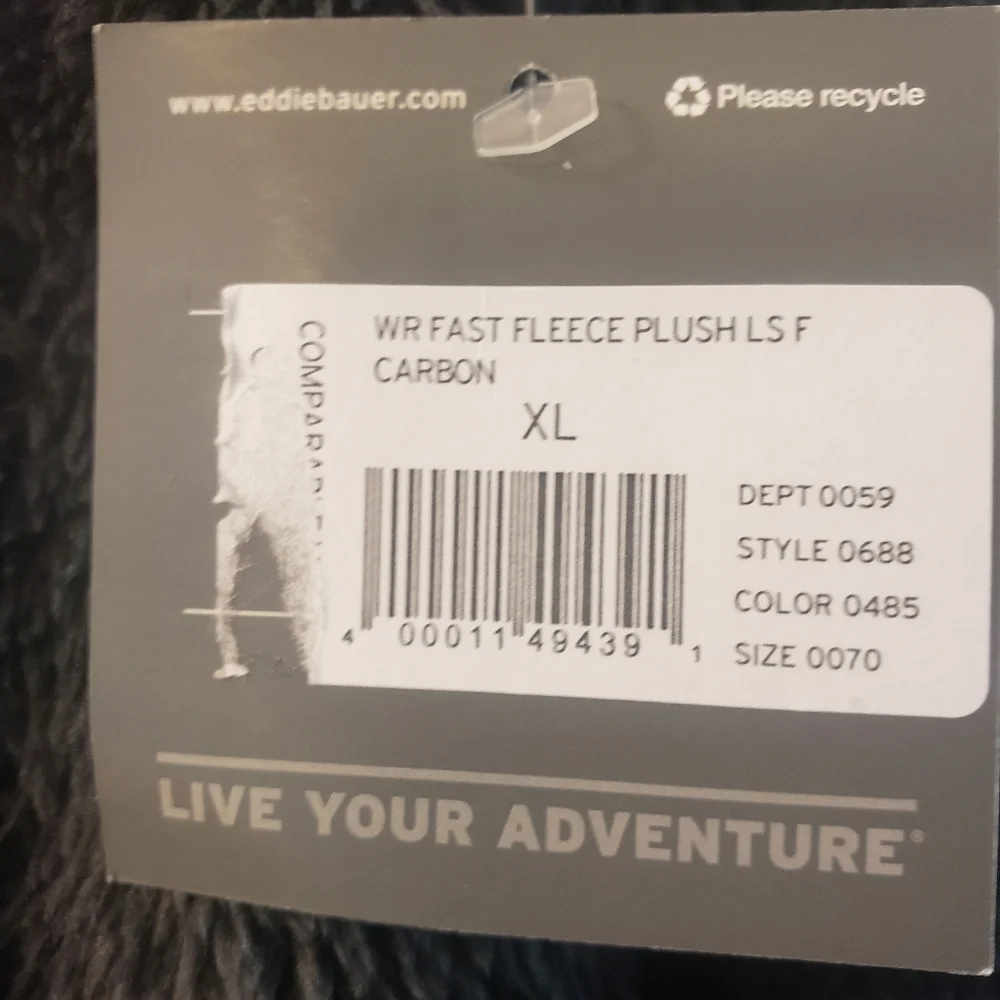 www.eddiebauer.com
Please recycle
WR FAST FLEECE PLUSH LS F
CARBON
XL
DEPT 0059
STYLE 0688
COLOR 0485
SIZE 0070
4 00011 49439 1
LIVE YOUR ADVENTURE®